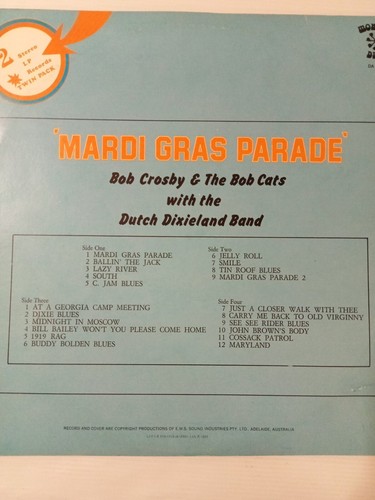 2 Stereo
LP
Records
TWIN PACK
"MARDI GRAS PARADE"
Bob Crosby & The Bob Cats
with the
Dutch Dixieland Band
Side One
1 MARDI GRAS PARADE
2 BALLIN' THE JACK
3 LAZY RIVER
4 SOUTH
5 C. JAM BLUES
Side Two
6 JELLY ROLL
7 SMILE
8 TIN ROOF BLUES
9 MARDI GRAS PARADE 2
Side Three
1 AT A GEORGIA CAMP MEETING
2 DIXIE BLUES
3 MIDNIGHT IN MOSCOW
4 BILL BAILEY WON'T YOU PLEASE COME HOME
5 1919 RAG
6 BUDDY BOLDEN BLUES
Side Four
7 JUST A CLOSER WALK WITH THEE
8 CARRY ME BACK TO OLD VIRGINNY
9 SEE SEE RIDER BLUES
10 JOHN BROWN'S BODY
11 COSSACK PATROL
12 MARYLAND
RECORD AND COVER ARE COPYRIGHT PRODUCTIONS OF S.N.B. SOUND INDUSTRIES PTY. LTD., ADELAIDE, AUSTRALIA